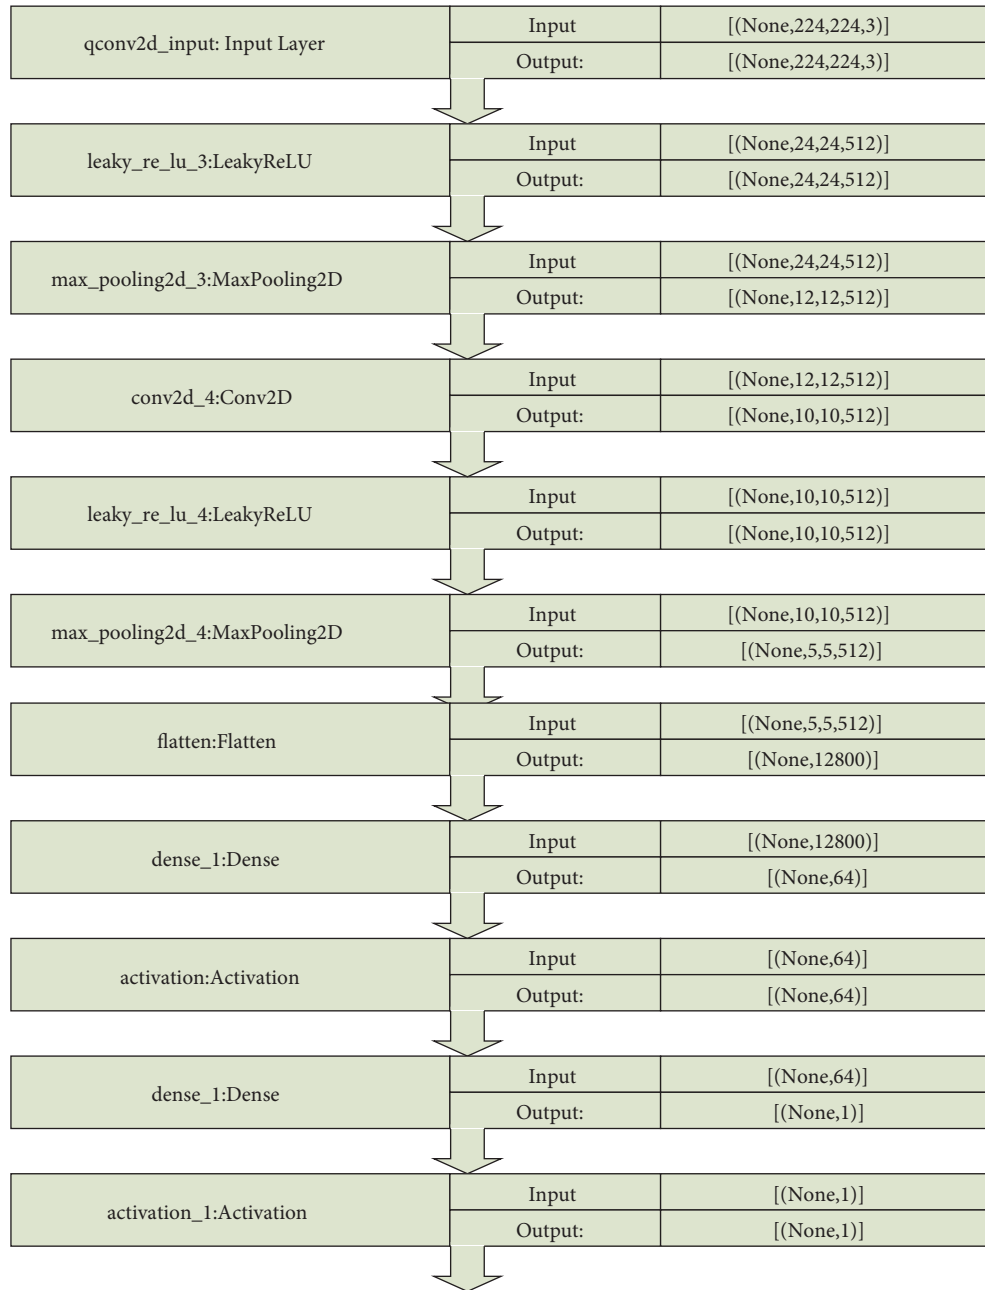 qconv2d_input: Input Layer
Input [(None,224,224,3)]
Output: [(None,224,224,3)]
leaky_re_lu_3:LeakyReLU
Input [(None,24,24,512)]
Output: [(None,24,24,512)]
max_pooling2d_3:MaxPooling2D
Input [(None,24,24,512)]
Output: [(None,12,12,512)]
conv2d_4:Conv2D
Input [(None,12,12,512)]
Output: [(None,10,10,512)]
leaky_re_lu_4:LeakyReLU
Input [(None,10,10,512)]
Output: [(None,10,10,512)]
max_pooling2d_4:MaxPooling2D
Input [(None,10,10,512)]
Output: [(None,5,5,512)]
flatten:Flatten
Input [(None,5,5,512)]
Output: [(None,12800)]
dense_1:Dense
Input [(None,12800)]
Output: [(None,64)]
activation:Activation
Input [(None,64)]
Output: [(None,64)]
dense_1:Dense
Input [(None,64)]
Output: [(None,1)]
activation_1:Activation
Input [(None,1)]
Output: [(None,1)]